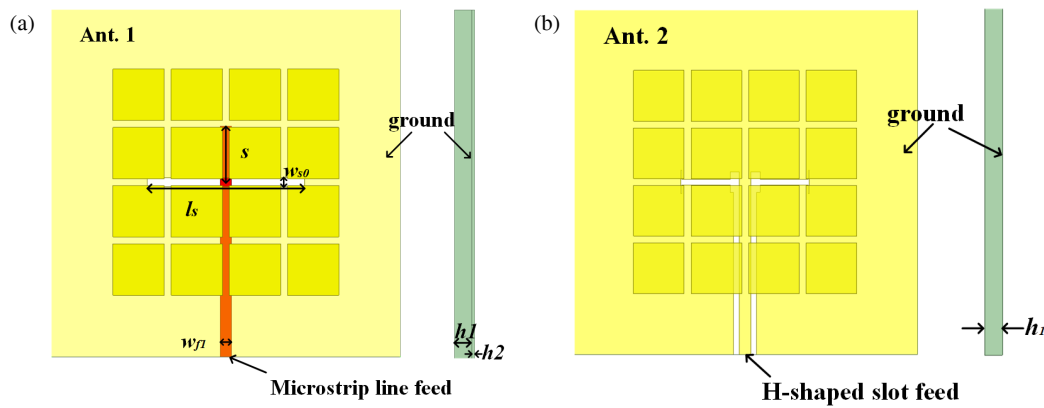 (a)
Ant. 1
ground
s
ws0
ls
wf1
h1
h2
Microstrip line feed
(b)
Ant. 2
ground
h1
H-shaped slot feed